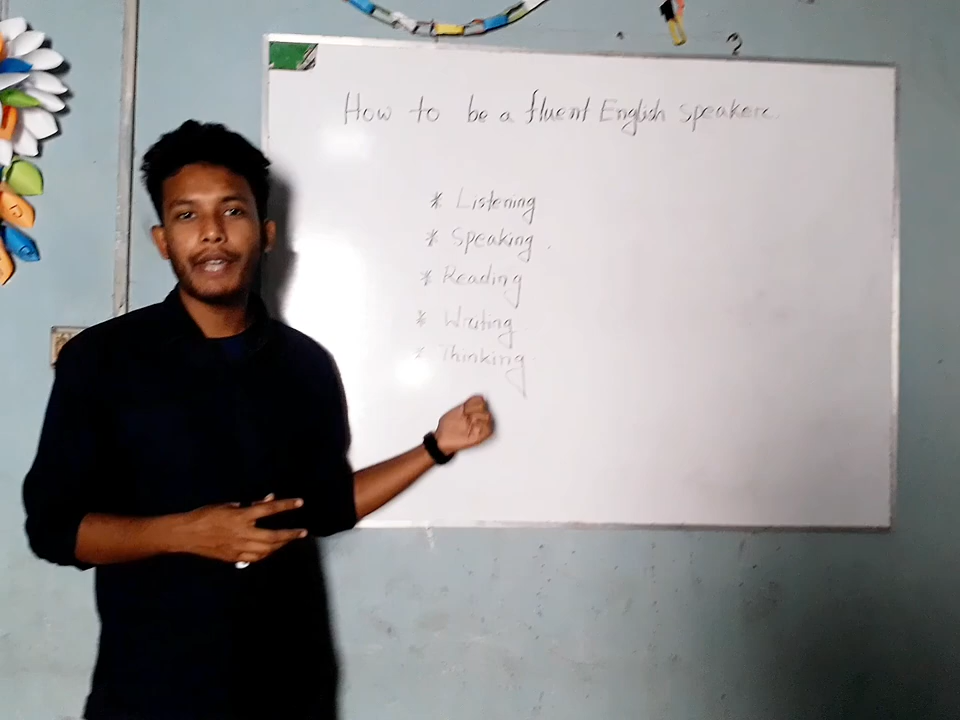 How to be a fluent English speaker.
* Listening
* Speaking.
* Reading
* Writing
* Thinking